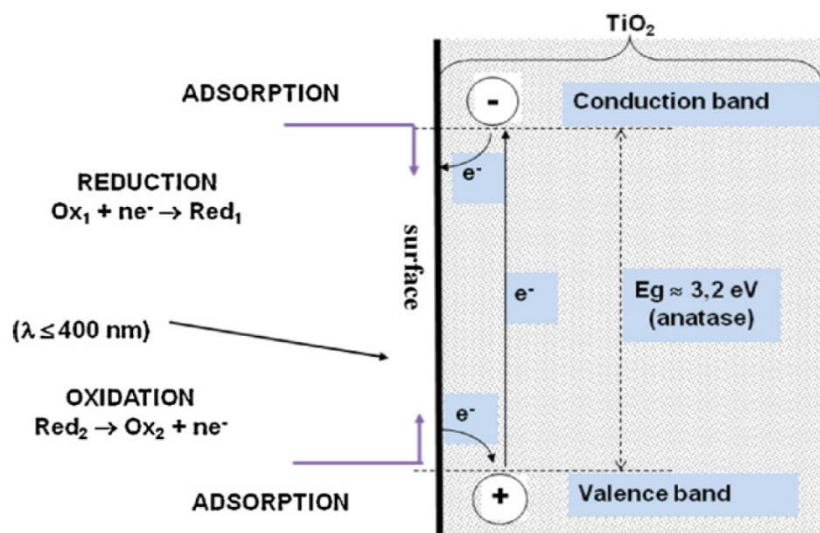 TiO₂
ADSORPTION
-
Conduction band
e⁻
REDUCTION
Ox₁ + ne⁻ → Red₁
surface
e⁻
Eg ≈ 3,2 eV
(anatase)
(λ ≤ 400 nm)
OXIDATION
Red₂ → Ox₂ + ne⁻
e⁻
ADSORPTION
+
Valence band